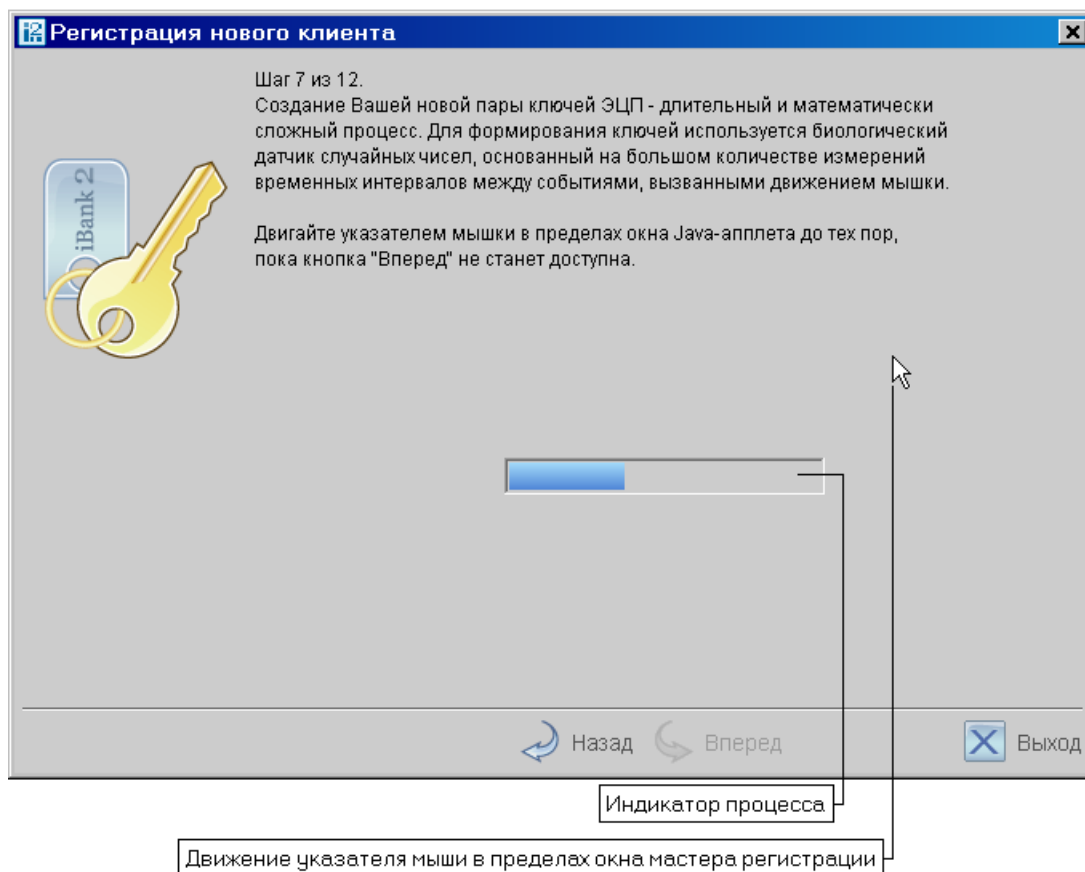 Регистрация нового клиента
Шаг 7 из 12.
Создание Вашей новой пары ключей ЭЦП - длительный и математически
сложный процесс. Для формирования ключей используется биологический
датчик случайных чисел, основанный на большом количестве измерений
временных интервалов между событиями, вызванными движением мышки.
Двигайте указателем мышки в пределах окна Java-апплета до тех пор,
пока кнопка "Вперед" не станет доступна.
iBank 2
Назад
Вперед
Выход
Индикатор процесса
Движение указателя мыши в пределах окна мастера регистрации